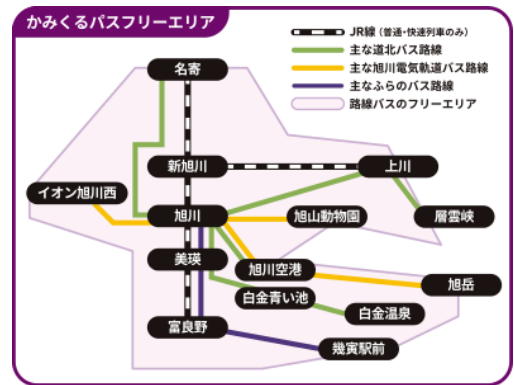 かみくるパスフリーエリア
JR線（普通・快速列車のみ）
主な道北バス路線
主な旭川電気軌道バス路線
主なふらのバス路線
路線バスのフリーエリア
名寄
新旭川
上川
イオン旭川西
旭川
旭山動物園
層雲峡
美瑛
旭川空港
旭岳
白金青い池
白金温泉
富良野
幾寅駅前